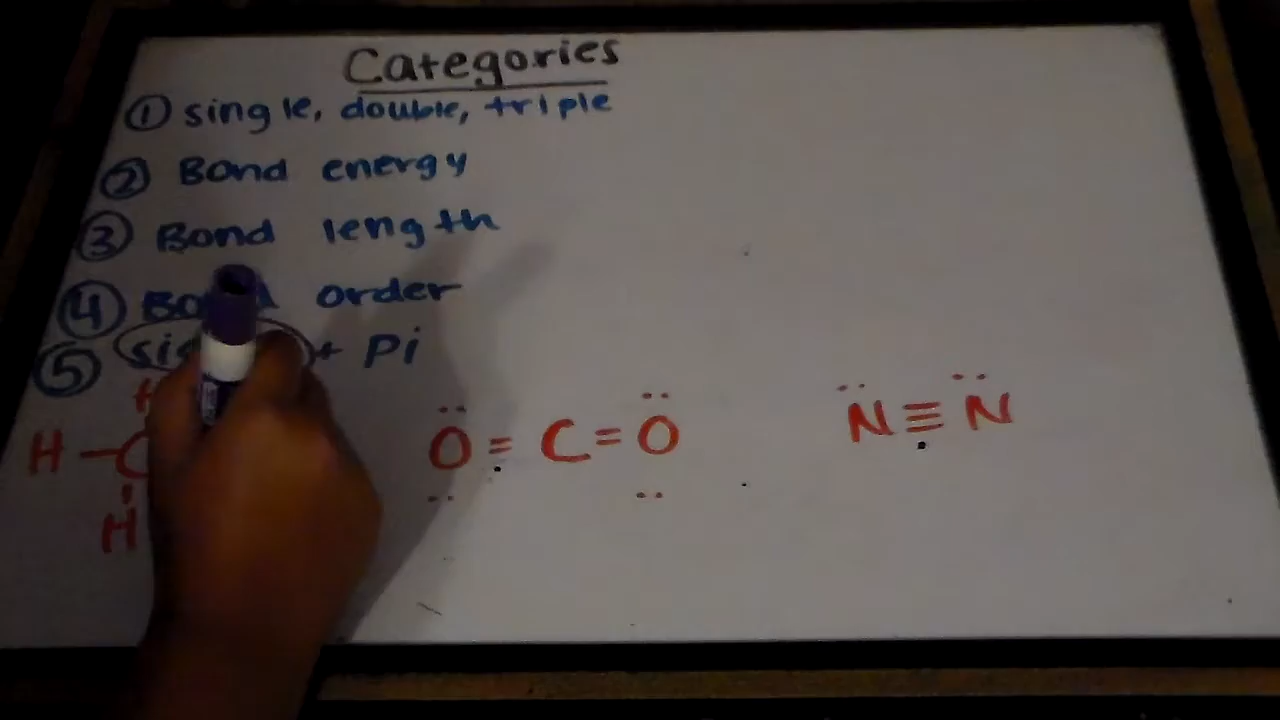 Categories
① single, double, triple
② Bond energy
③ Bond length
④ order
⑤ + Pi
H
H – C
H
O = C = O
N ≡ N